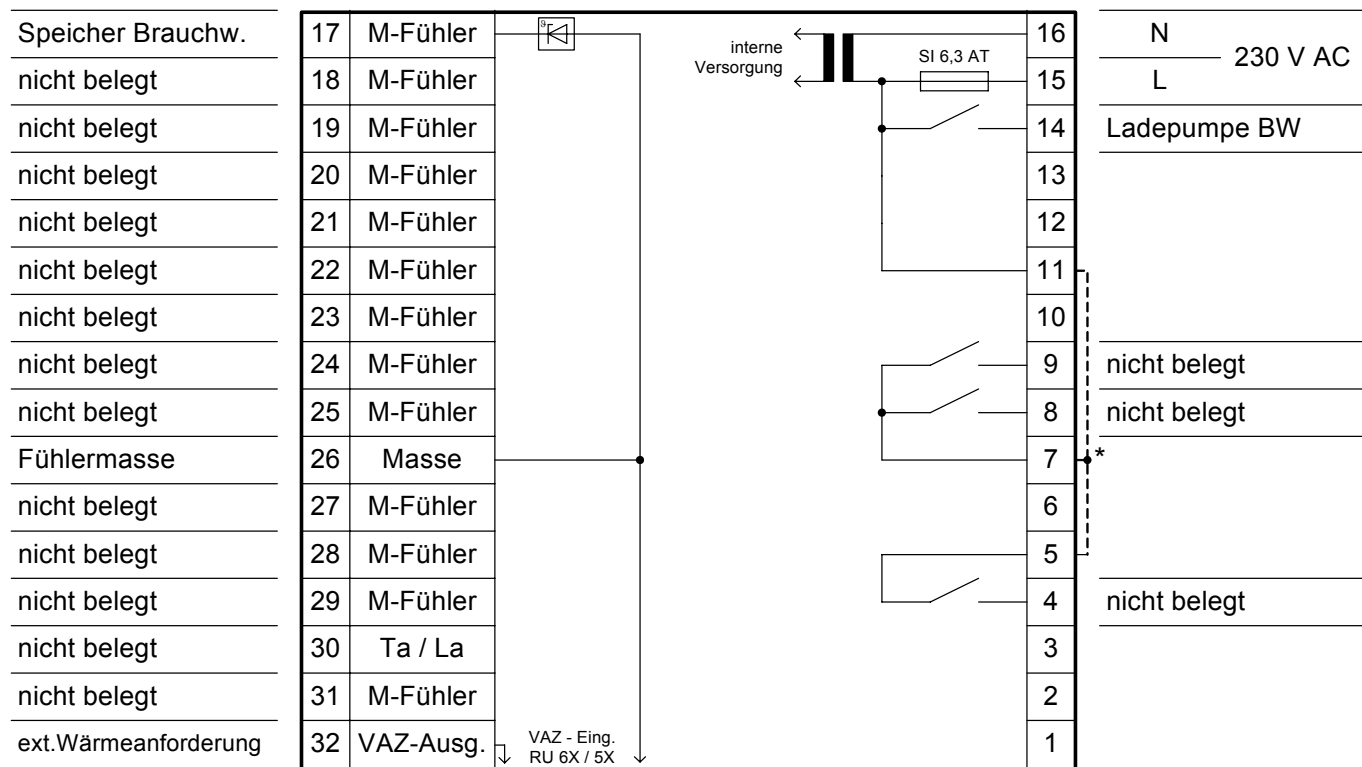 Speicher Brauchw. 17 M-Fühler ϑ interne Versorgung SI 6,3 AT 16 N 230 V AC
nicht belegt 18 M-Fühler 15 L
nicht belegt 19 M-Fühler 14 Ladepumpe BW
nicht belegt 20 M-Fühler 13
nicht belegt 21 M-Fühler 12
nicht belegt 22 M-Fühler 11
nicht belegt 23 M-Fühler 10
nicht belegt 24 M-Fühler 9 nicht belegt
nicht belegt 25 M-Fühler 8 nicht belegt
Fühlermasse 26 Masse 7 *
nicht belegt 27 M-Fühler 6
nicht belegt 28 M-Fühler 5
nicht belegt 29 M-Fühler 4 nicht belegt
nicht belegt 30 Ta / La 3
nicht belegt 31 M-Fühler 2
ext.Wärmeanforderung 32 VAZ-Ausg. VAZ - Eing. RU 6X / 5X 1